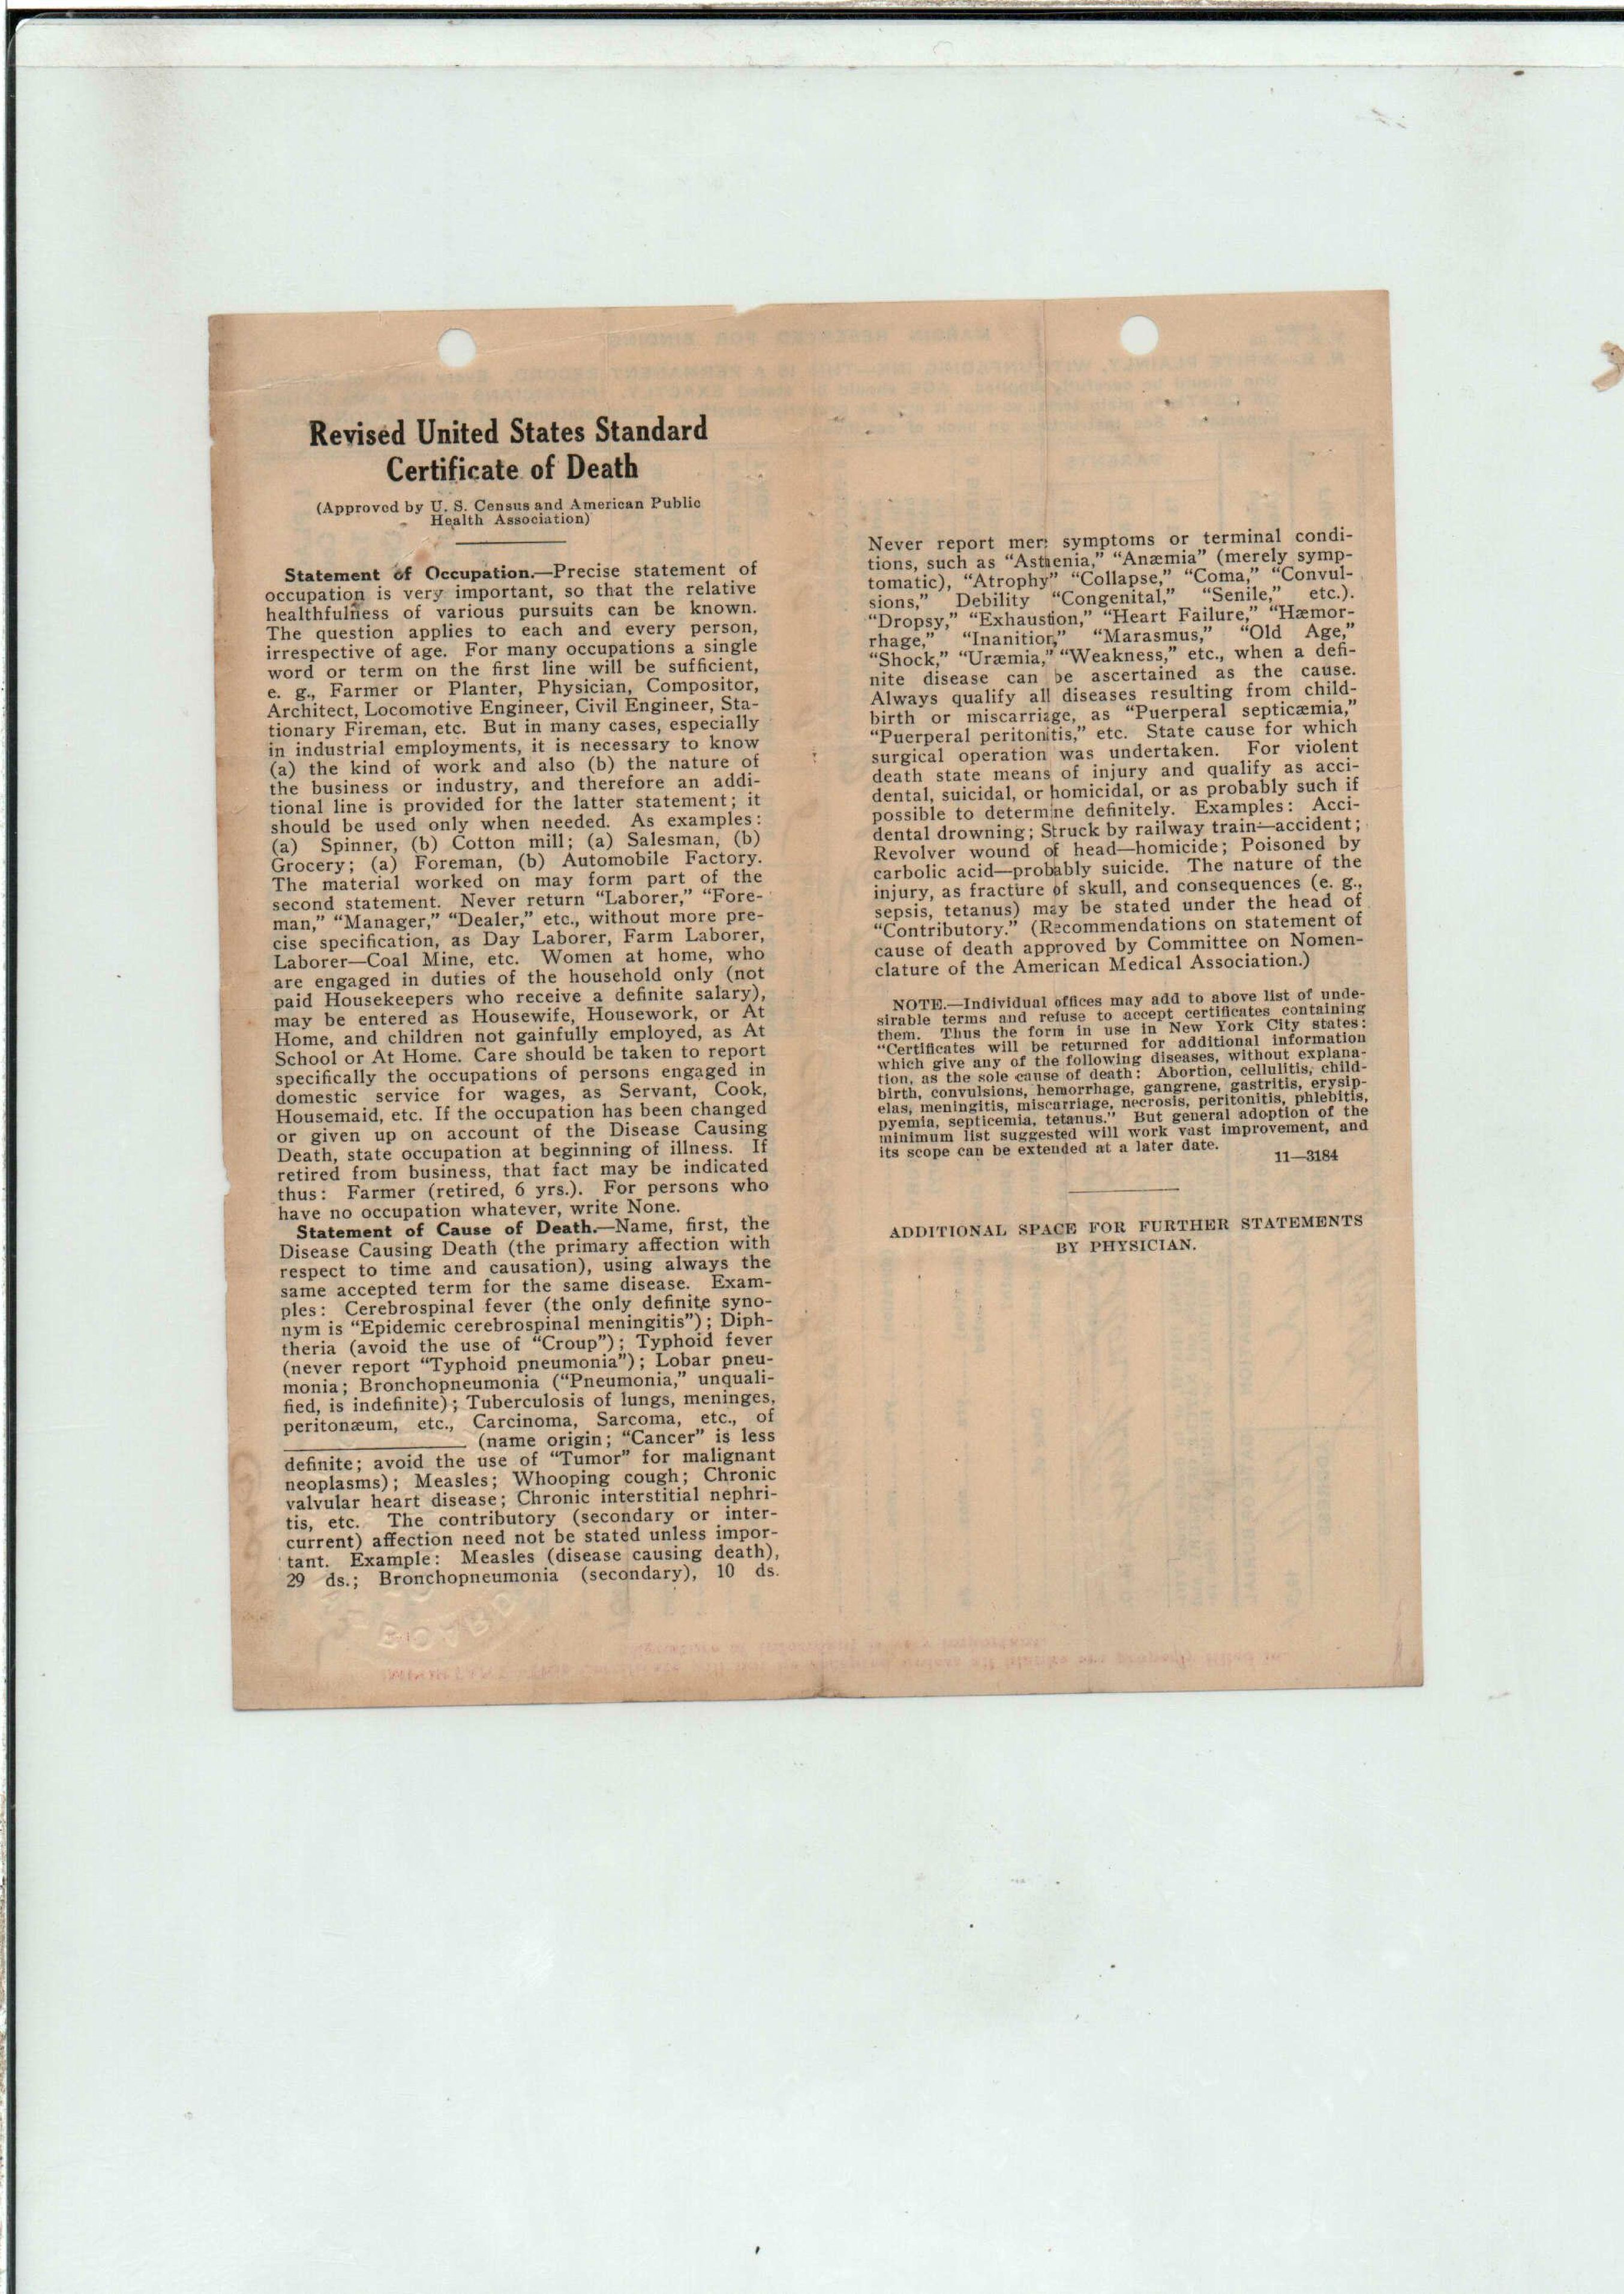 Revised United States Standard
Certificate of Death
(Approved by U. S. Census and American Public
Health Association)
Statement of Occupation.—Precise statement of
occupation is very important, so that the relative
healthfulness of various pursuits can be known.
The question applies to each and every person,
irrespective of age. For many occupations a single
word or term on the first line will be sufficient,
e. g., Farmer or Planter, Physician, Compositor,
Architect, Locomotive Engineer, Civil Engineer, Sta-
tionary Fireman, etc. But in many cases, especially
in industrial employments, it is necessary to know
(a) the kind of work and also (b) the nature of
the business or industry, and therefore an addi-
tional line is provided for the latter statement; it
should be used only when needed. As examples:
(a) Spinner, (b) Cotton mill; (a) Salesman, (b)
Grocery; (a) Foreman, (b) Automobile Factory.
The material worked on may form part of the
second statement. Never return “Laborer,” “Fore-
man,” “Manager,” “Dealer,” etc., without more pre-
cise specification, as Day Laborer, Farm Laborer,
Laborer—Coal Mine, etc. Women at home, who
are engaged in duties of the household only (not
paid Housekeepers who receive a definite salary),
may be entered as Housewife, Housework, or At
Home, and children not gainfully employed, as At
School or At Home. Care should be taken to report
specifically the occupations of persons engaged in
domestic service for wages, as Servant, Cook,
Housemaid, etc. If the occupation has been changed
or given up on account of the Disease Causing
Death, state occupation at beginning of illness. If
retired from business, that fact may be indicated
thus: Farmer (retired, 6 yrs.). For persons who
have no occupation whatever, write None.
Statement of Cause of Death.—Name, first, the
Disease Causing Death (the primary affection with
respect to time and causation), using always the
same accepted term for the same disease. Exam-
ples: Cerebrospinal fever (the only definite syno-
nym is “Epidemic cerebrospinal meningitis”); Diph-
theria (avoid the use of “Croup”); Typhoid fever
(never report “Typhoid pneumonia”); Lobar pneu-
monia; Bronchopneumonia (“Pneumonia,” unquali-
fied, is indefinite); Tuberculosis of lungs, meninges,
peritonæum, etc., Carcinoma, Sarcoma, etc., of
(name origin; “Cancer” is less
definite; avoid the use of “Tumor” for malignant
neoplasms); Measles; Whooping cough; Chronic
valvular heart disease; Chronic interstitial nephri-
tis, etc. The contributory (secondary or inter-
current) affection need not be stated unless impor-
tant. Example: Measles (disease causing death),
29 ds.; Bronchopneumonia (secondary), 10 ds.
BOARD
Never report mere symptoms or terminal condi-
tions, such as “Asthenia,” “Anæmia” (merely symp-
tomatic), “Atrophy” “Collapse,” “Coma,” “Convul-
sions,” Debility “Congenital,” “Senile,” etc.).
“Dropsy,” “Exhaustion,” “Heart Failure,” “Hæmor-
rhage,” “Inanition,” “Marasmus,” “Old Age,”
“Shock,” “Uræmia,” “Weakness,” etc., when a defi-
nite disease can be ascertained as the cause.
Always qualify all diseases resulting from child-
birth or miscarriage, as “Puerperal septicæmia,”
“Puerperal peritonitis,” etc. State cause for which
surgical operation was undertaken. For violent
death state means of injury and qualify as acci-
dental, suicidal, or homicidal, or as probably such if
possible to determine definitely. Examples: Acci-
dental drowning; Struck by railway train—accident;
Revolver wound of head—homicide; Poisoned by
carbolic acid—probably suicide. The nature of the
injury, as fracture of skull, and consequences (e. g.,
sepsis, tetanus) may be stated under the head of
“Contributory.” (Recommendations on statement of
cause of death approved by Committee on Nomen-
clature of the American Medical Association.)
NOTE.—Individual offices may add to above list of unde-
sirable terms and refuse to accept certificates containing
them. Thus the form in use in New York City states:
“Certificates will be returned for additional information
which give any of the following diseases, without explana-
tion, as the sole cause of death: Abortion, cellulitis, child-
birth, convulsions, hemorrhage, gangrene, gastritis, erysip-
elas, meningitis, miscarriage, necrosis, peritonitis, phlebitis,
pyemia, septicemia, tetanus.” But general adoption of the
minimum list suggested will work vast improvement, and
its scope can be extended at a later date.
11—3184
ADDITIONAL SPACE FOR FURTHER STATEMENTS
BY PHYSICIAN.